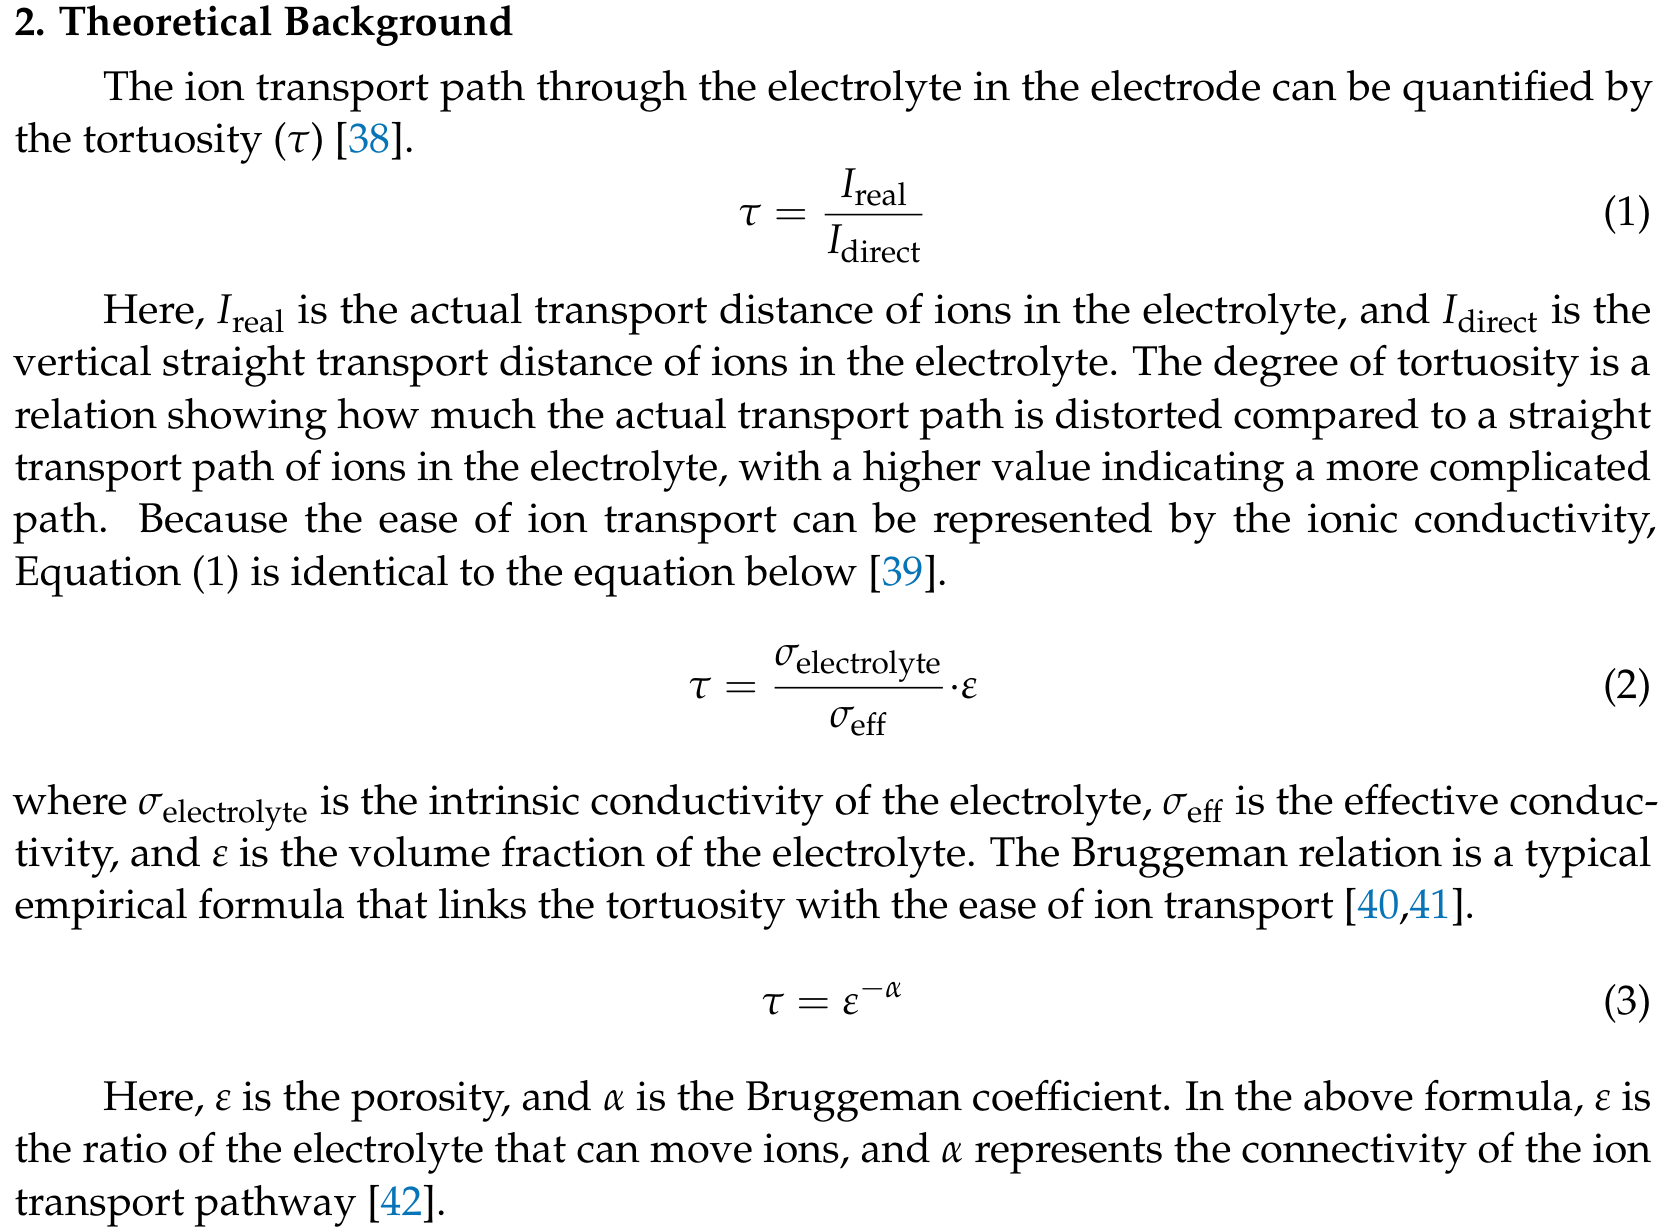 2. Theoretical Background
The ion transport path through the electrolyte in the electrode can be quantified by
the tortuosity (τ) [38].
τ = I_real / I_direct (1)
Here, I_real is the actual transport distance of ions in the electrolyte, and I_direct is the
vertical straight transport distance of ions in the electrolyte. The degree of tortuosity is a
relation showing how much the actual transport path is distorted compared to a straight
transport path of ions in the electrolyte, with a higher value indicating a more complicated
path. Because the ease of ion transport can be represented by the ionic conductivity,
Equation (1) is identical to the equation below [39].
τ = σ_electrolyte / σ_eff · ε (2)
where σ_electrolyte is the intrinsic conductivity of the electrolyte, σ_eff is the effective conduc-
tivity, and ε is the volume fraction of the electrolyte. The Bruggeman relation is a typical
empirical formula that links the tortuosity with the ease of ion transport [40,41].
τ = ε^{−α} (3)
Here, ε is the porosity, and α is the Bruggeman coefficient. In the above formula, ε is
the ratio of the electrolyte that can move ions, and α represents the connectivity of the ion
transport pathway [42].